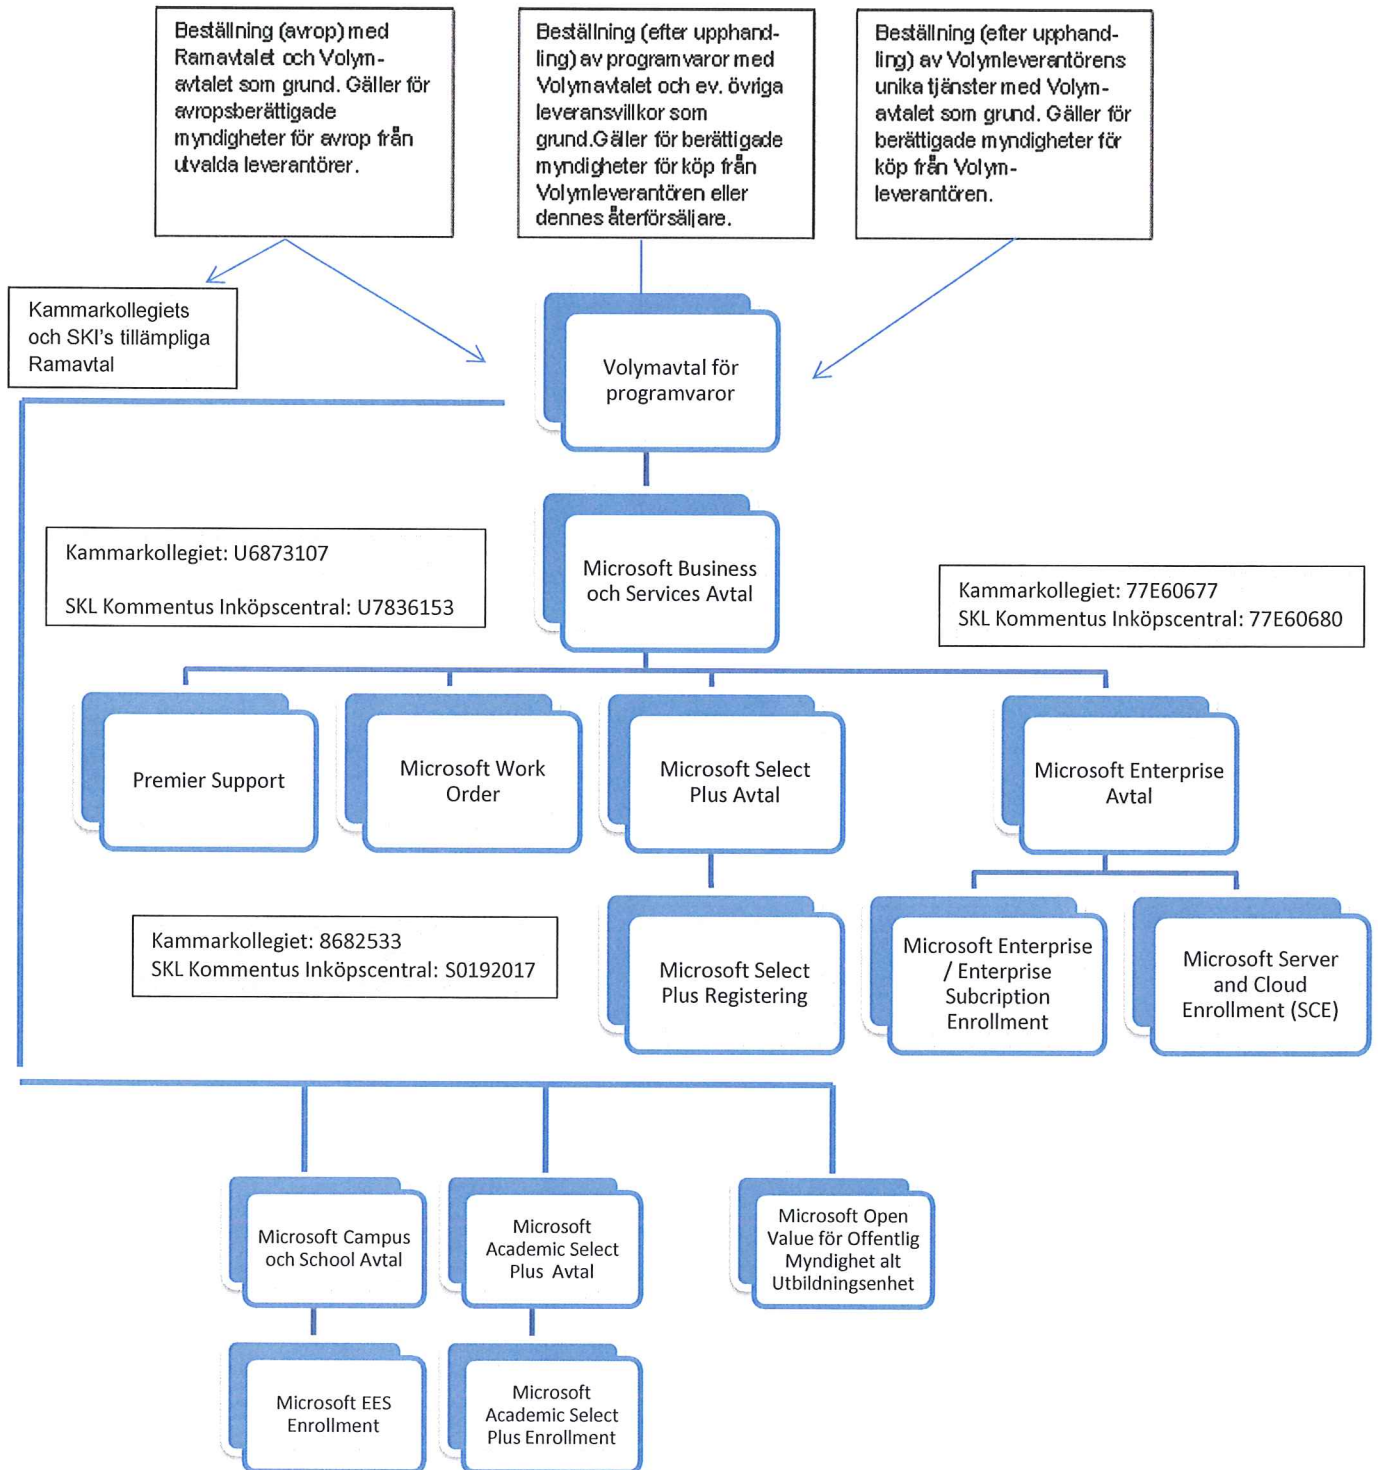 Beställning (avrop) med
Ramavtalet och Volym-
avtalet som grund. Gäller för
avropsberättigade
myndigheter för avrop från
utvalda leverantörer.
Beställning (efter upphand-
ling) av programvaror med
Volymavtalet och ev. övriga
leveransvillkor som
grund.Gäller för berättigade
myndigheter för köp från
Volymleverantören eller
dennes återförsäljare.
Beställning (efter upphand-
ling) av Volymleverantörens
unika tjänster med Volym-
avtalet som grund. Gäller för
berättigade myndigheter för
köp från Volym-
leverantören.
Kammarkollegiets
och SKI's tillämpliga
Ramavtal
Volymavtal för
programvaror
Kammarkollegiet: U6873107
SKL Kommentus Inköpscentral: U7836153
Microsoft Business
och Services Avtal
Kammarkollegiet: 77E60677
SKL Kommentus Inköpscentral: 77E60680
Premier Support
Microsoft Work
Order
Microsoft Select
Plus Avtal
Microsoft Enterprise
Avtal
Kammarkollegiet: 8682533
SKL Kommentus Inköpscentral: S0192017
Microsoft Select
Plus Registering
Microsoft Enterprise
/ Enterprise
Subcription
Enrollment
Microsoft Server
and Cloud
Enrollment (SCE)
Microsoft Campus
och School Avtal
Microsoft
Academic Select
Plus Avtal
Microsoft Open
Value för Offentlig
Myndighet alt
Utbildningsenhet
Microsoft EES
Enrollment
Microsoft
Academic Select
Plus Enrollment